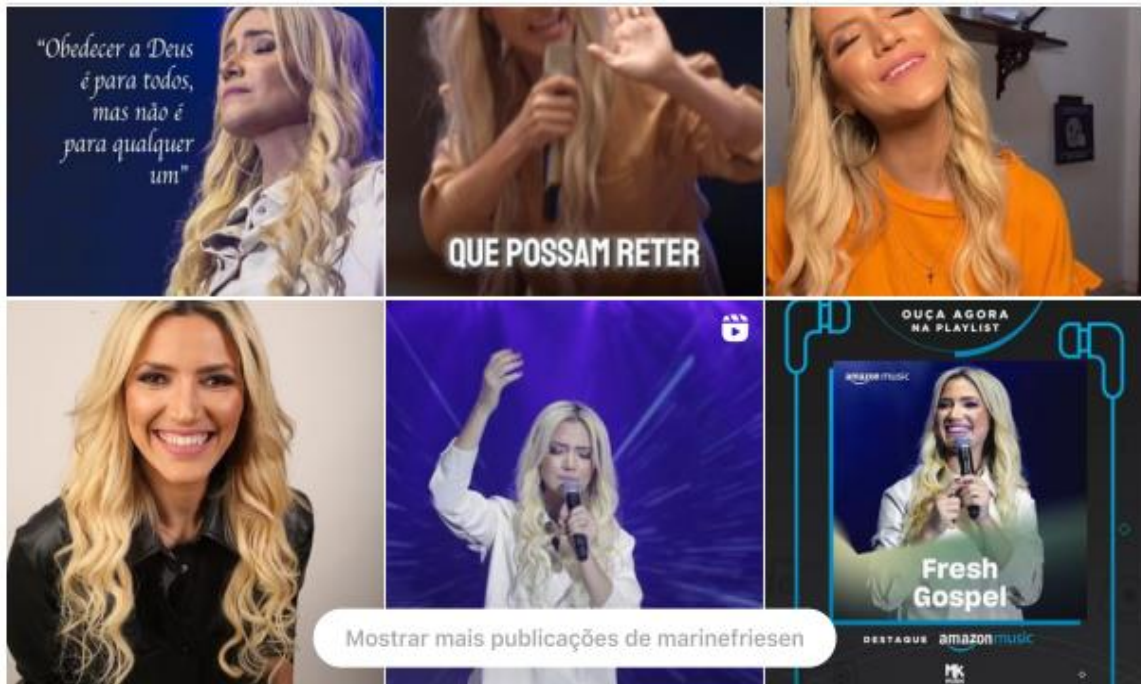 "Obedecer a Deus
é para todos,
mas não é
para qualquer
um"
QUE POSSAM RETER
OUÇA AGORA
NA PLAYLIST
amazon music
Fresh
Gospel
DESTAQUE amazon music
MK
MUSIC
Mostrar mais publicações de marinefriesen